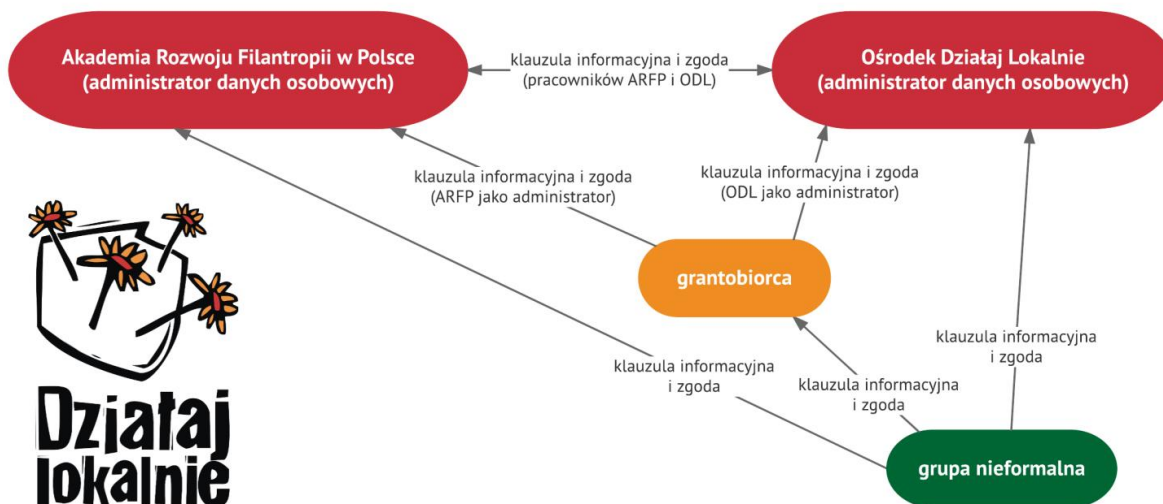 Akademia Rozwoju Filantropii w Polsce
(administrator danych osobowych)
klauzula informacyjna i zgoda
(pracowników ARFP i ODL)
Ośrodek Działaj Lokalnie
(administrator danych osobowych)
klauzula informacyjna i zgoda
(ARFP jako administrator)
klauzula informacyjna i zgoda
(ODL jako administrator)
grantobiorca
klauzula informacyjna
i zgoda
klauzula informacyjna
i zgoda
klauzula informacyjna
i zgoda
grupa nieformalna
Działaj
lokalnie